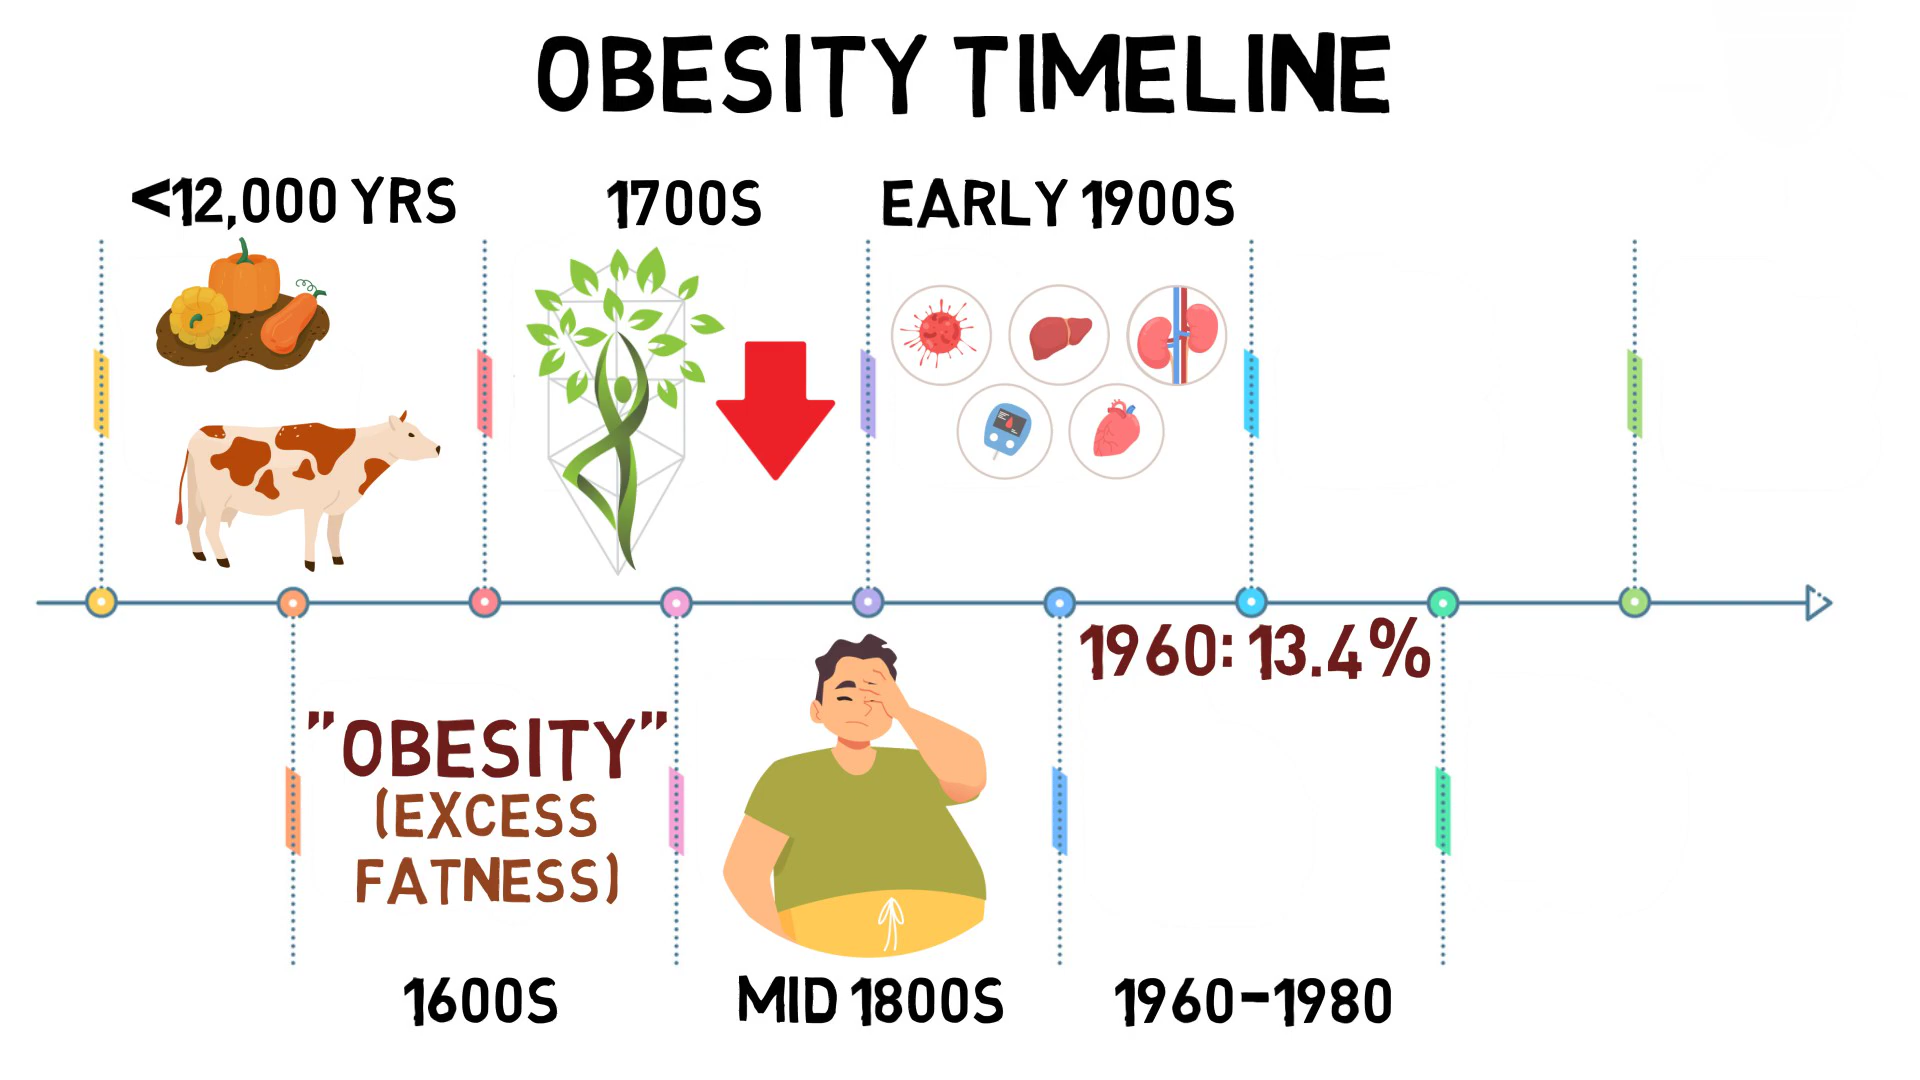 OBESITY TIMELINE
<12,000 YRS
1700S
EARLY 1900S
1960: 13.4%
"OBESITY"
(EXCESS
FATNESS)
1600S
MID 1800S
1960-1980